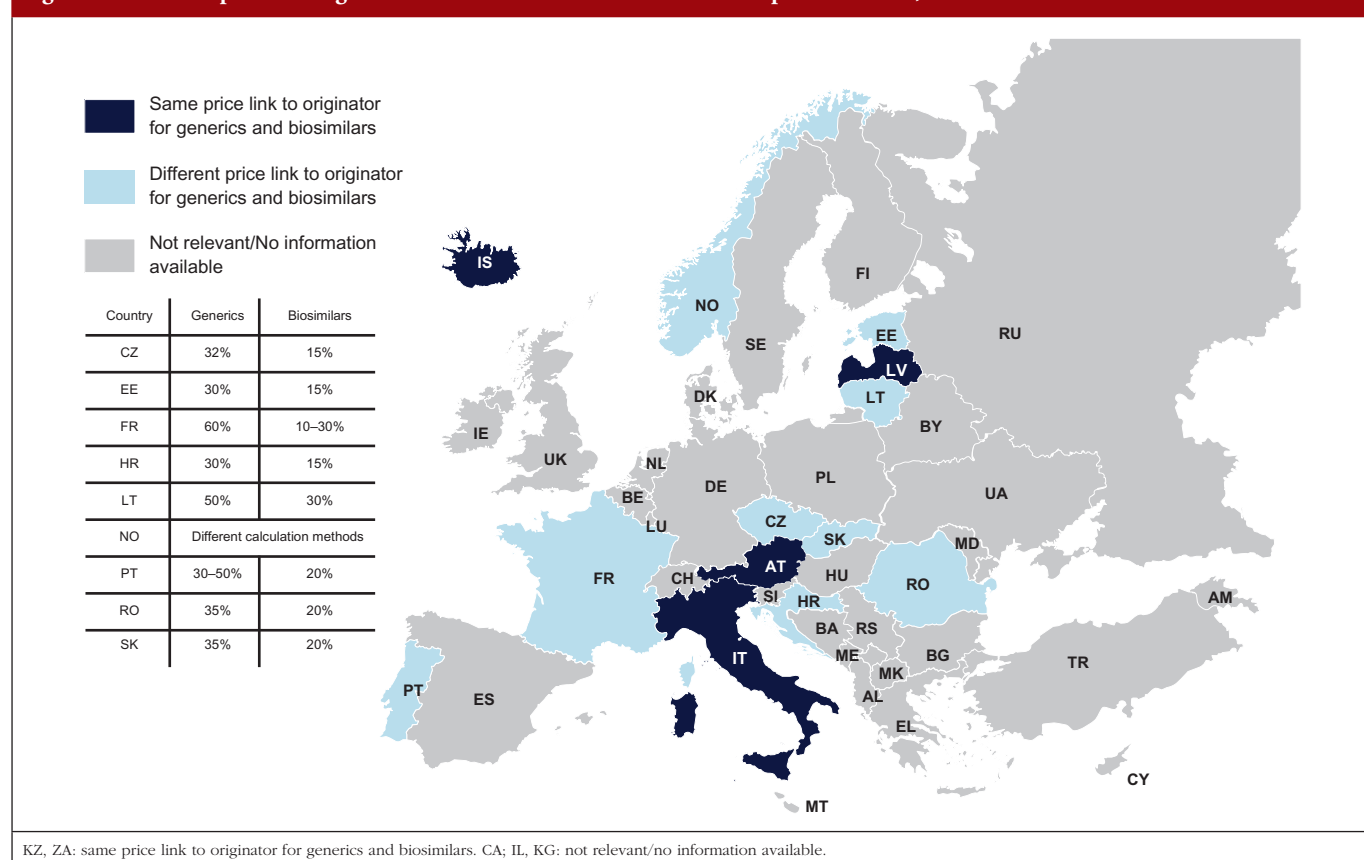 Same price link to originator
for generics and biosimilars
Different price link to originator
for generics and biosimilars
Not relevant/No information
available
Country Generics Biosimilars
CZ 32% 15%
EE 30% 15%
FR 60% 10–30%
HR 30% 15%
LT 50% 30%
NO Different calculation methods
PT 30–50% 20%
RO 35% 20%
SK 35% 20%
IS
FI
NO
SE
EE
RU
LV
LT
DK
BY
IE
UK
NL
PL
DE
BE
UA
LU
CZ
SK
MD
AT
FR
CH
HU
RO
SI
HR
AM
BA
RS
ME
BG
IT
TR
MK
PT
ES
AL
EL
CY
MT
KZ, ZA: same price link to originator for generics and biosimilars. CA; IL, KG: not relevant/no information available.